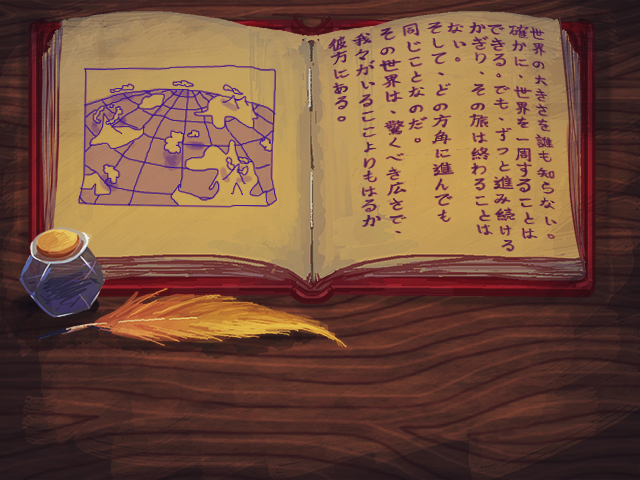 世界の大きさを誰も知らない。
確かに、世界を一周することは
できる。でも、ずっと進み続ける
かぎり、その旅は終わることは
ない。
そして、どの方角に進んでも
同じことなのだ。
その世界は、驚くべき広さで、
我々がいるここよりもはるか
彼方にある。